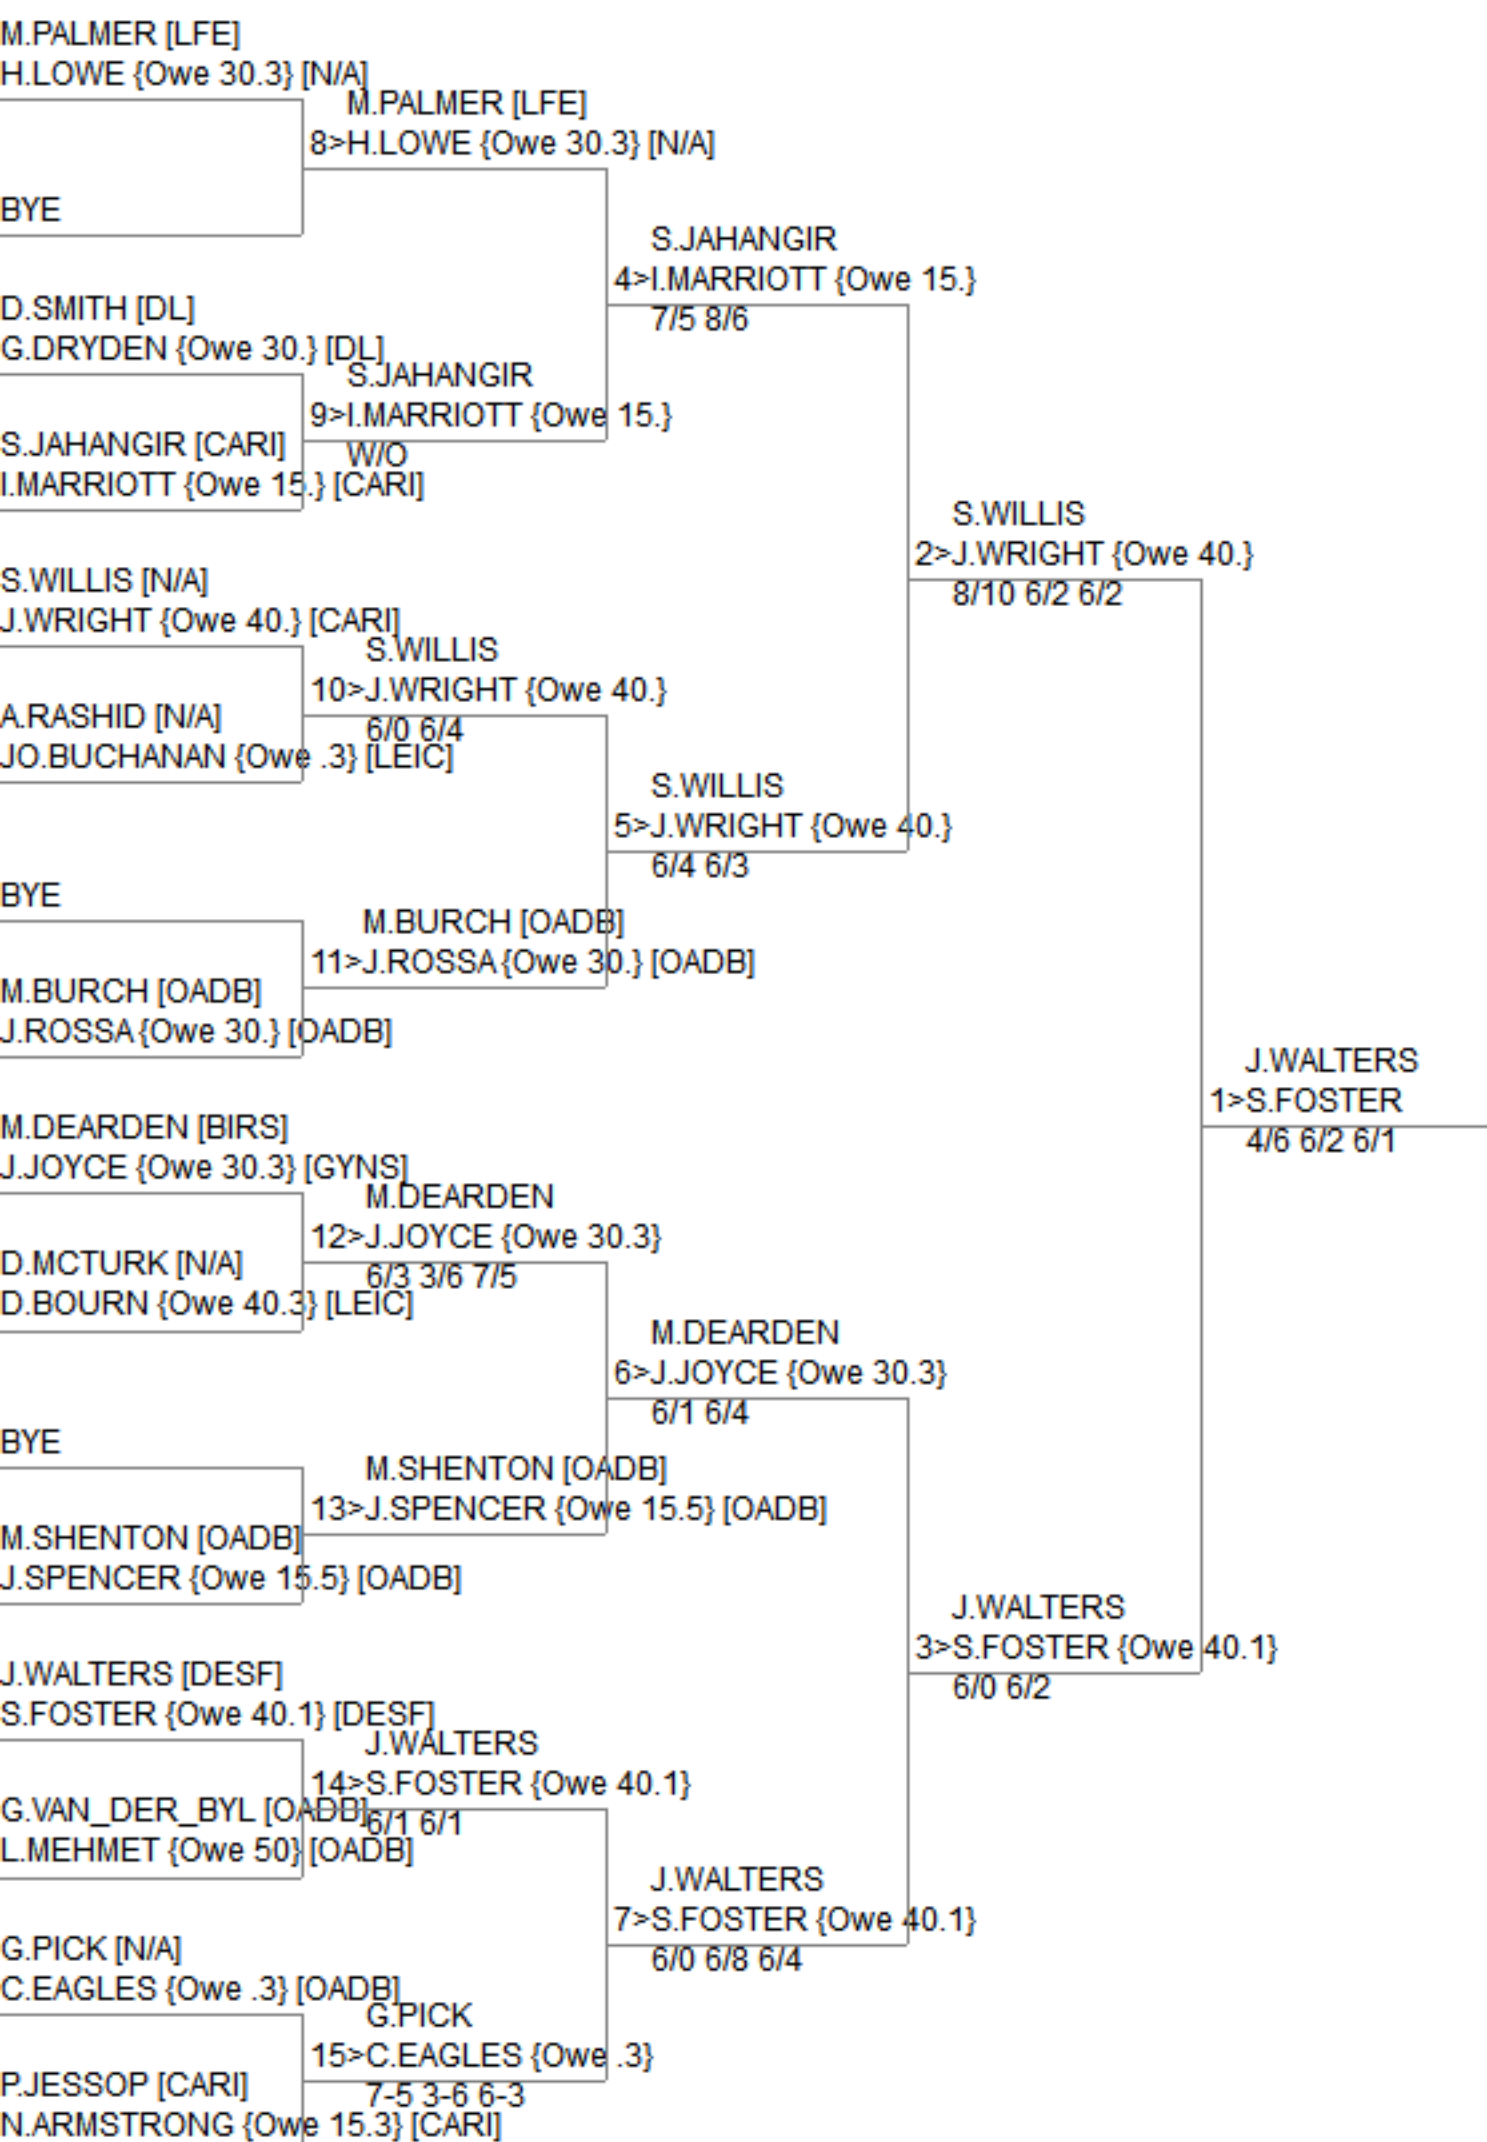 M.PALMER [LFE]
H.LOWE {Owe 30.3} [N/A]
BYE
D.SMITH [DL]
G.DRYDEN {Owe 30.} [DL]
S.JAHANGIR [CARI]
I.MARRIOTT {Owe 15.} [CARI]
S.WILLIS [N/A]
J.WRIGHT {Owe 40.} [CARI]
A.RASHID [N/A]
JO.BUCHANAN {Owe .3} [LEIC]
BYE
M.BURCH [OADB]
J.ROSSA {Owe 30.} [OADB]
M.DEARDEN [BIRS]
J.JOYCE {Owe 30.3} [GYNS]
D.MCTURK [N/A]
D.BOURN {Owe 40.3} [LEIC]
BYE
M.SHENTON [OADB]
J.SPENCER {Owe 15.5} [OADB]
J.WALTERS [DESF]
S.FOSTER {Owe 40.1} [DESF]
G.VAN_DER_BYL [OADB]
L.MEHMET {Owe 50} [OADB]
G.PICK [N/A]
C.EAGLES {Owe .3} [OADB]
P.JESSOP [CARI]
N.ARMSTRONG {Owe 15.3} [CARI]
M.PALMER [LFE]
8>H.LOWE {Owe 30.3} [N/A]
S.JAHANGIR
9>I.MARRIOTT {Owe 15.}
W/O
S.WILLIS
10>J.WRIGHT {Owe 40.}
6/0 6/4
M.BURCH [OADB]
11>J.ROSSA {Owe 30.} [OADB]
M.DEARDEN
12>J.JOYCE {Owe 30.3}
6/3 3/6 7/5
M.SHENTON [OADB]
13>J.SPENCER {Owe 15.5} [OADB]
J.WALTERS
14>S.FOSTER {Owe 40.1}
6/1 6/1
G.PICK
15>C.EAGLES {Owe .3}
7-5 3-6 6-3
S.JAHANGIR
4>I.MARRIOTT {Owe 15.}
7/5 8/6
S.WILLIS
5>J.WRIGHT {Owe 40.}
6/4 6/3
M.DEARDEN
6>J.JOYCE {Owe 30.3}
6/1 6/4
J.WALTERS
7>S.FOSTER {Owe 40.1}
6/0 6/8 6/4
S.WILLIS
2>J.WRIGHT {Owe 40.}
8/10 6/2 6/2
J.WALTERS
3>S.FOSTER {Owe 40.1}
6/0 6/2
J.WALTERS
1>S.FOSTER
4/6 6/2 6/1